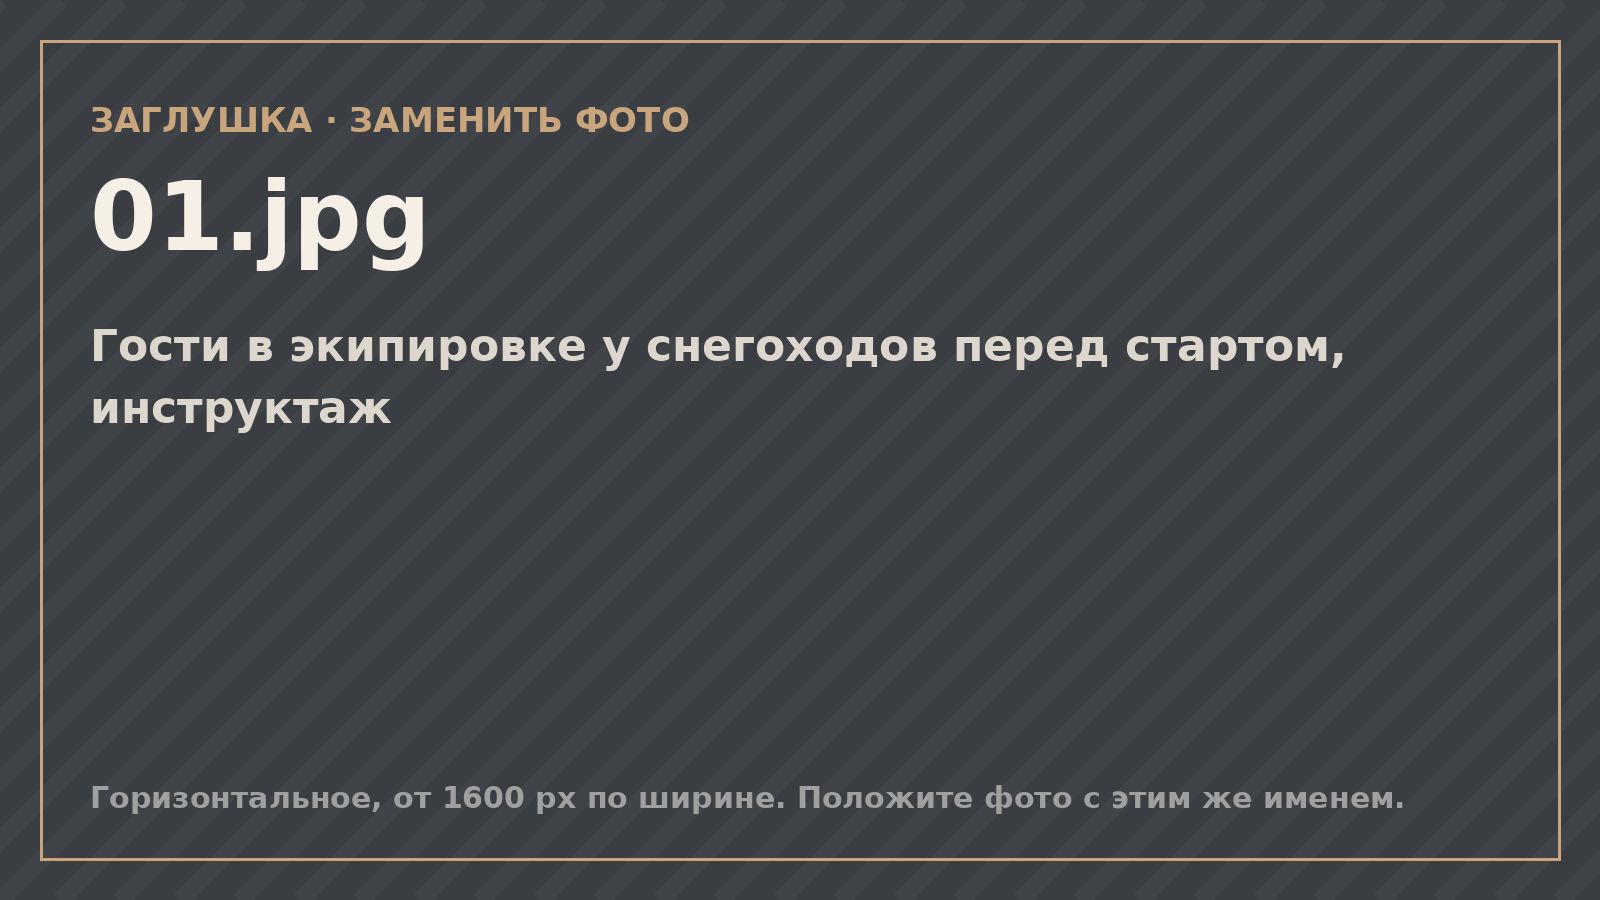 ЗАГЛУШКА · ЗАМЕНИТЬ ФОТО
01.jpg
Гости в экипировке у снегоходов перед стартом,
инструктаж
Горизонтальное, от 1600 px по ширине. Положите фото с этим же именем.